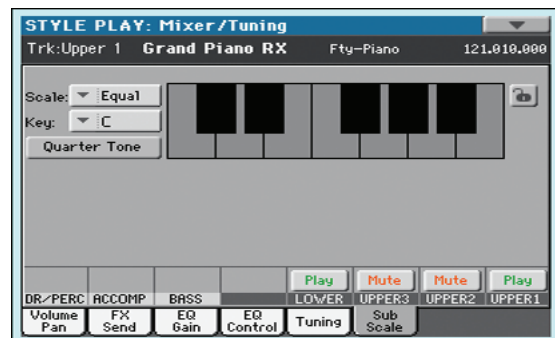 STYLE PLAY: Mixer/Tuning
Trk:Upper 1 Grand Piano RX Fty-Piano 121.010.000
Scale: Equal
Key: C
Quarter Tone
Play Mute Mute Play
DR/PERC ACCOMP BASS LOWER UPPER3 UPPER2 UPPER1
Volume Pan FX Send EQ Gain EQ Control Tuning Sub Scale